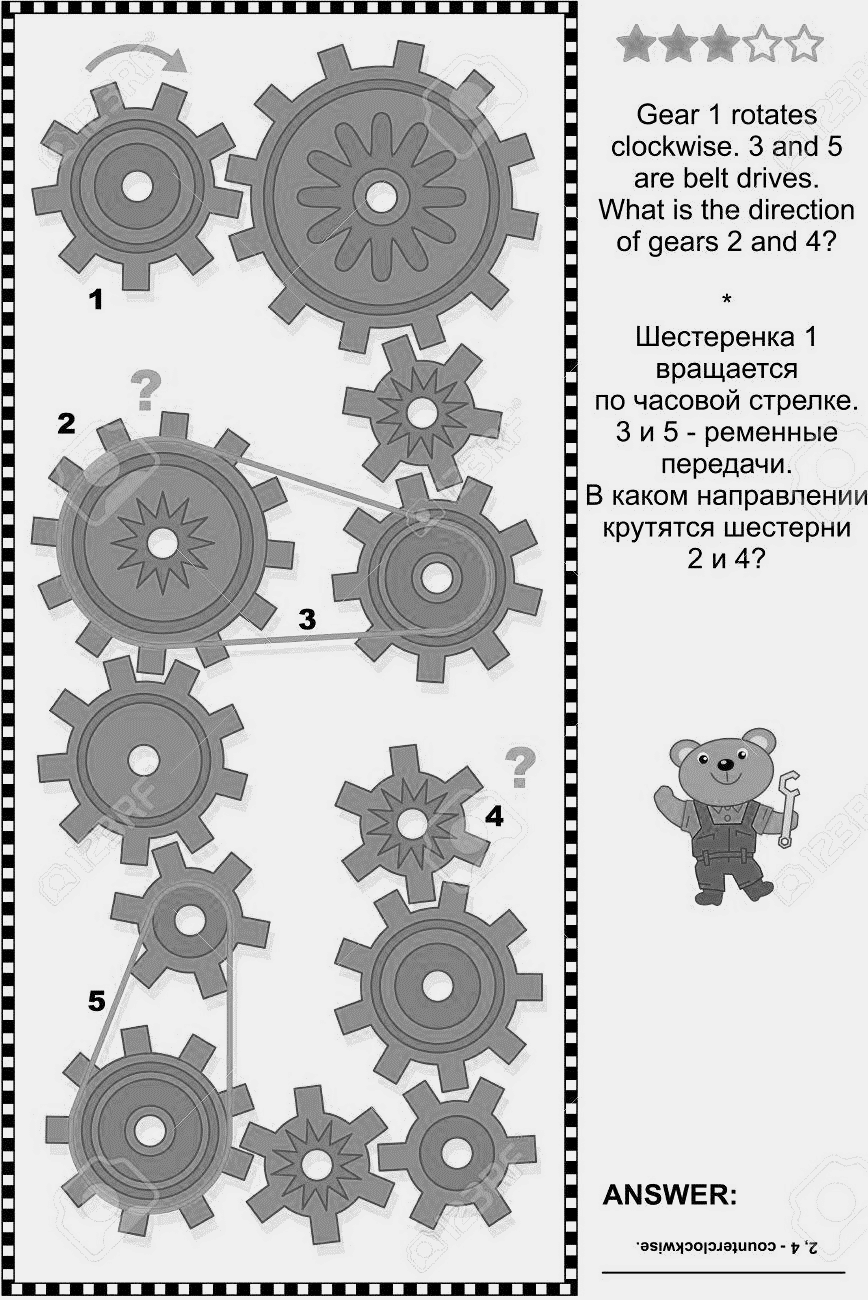 1
2
?
3
?
4
5
Gear 1 rotates
clockwise. 3 and 5
are belt drives.
What is the direction
of gears 2 and 4?
*
Шестеренка 1
вращается
по часовой стрелке.
3 и 5 - ременные
передачи.
В каком направлении
крутятся шестерни
2 и 4?
ANSWER:
2, 4 - counterclockwise.
123RF